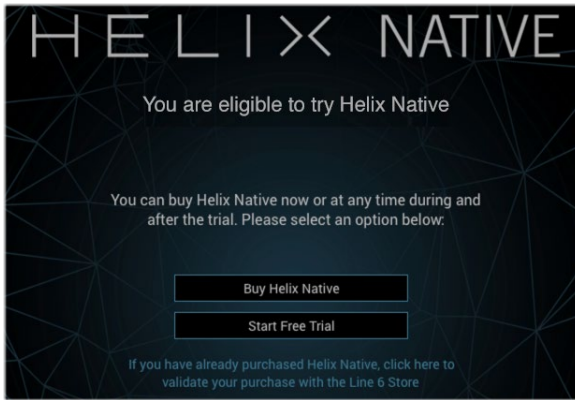 HELIX NATIVE
You are eligible to try Helix Native
You can buy Helix Native now or at any time during and
after the trial. Please select an option below:
Buy Helix Native
Start Free Trial
If you have already purchased Helix Native, click here to
validate your purchase with the Line 6 Store